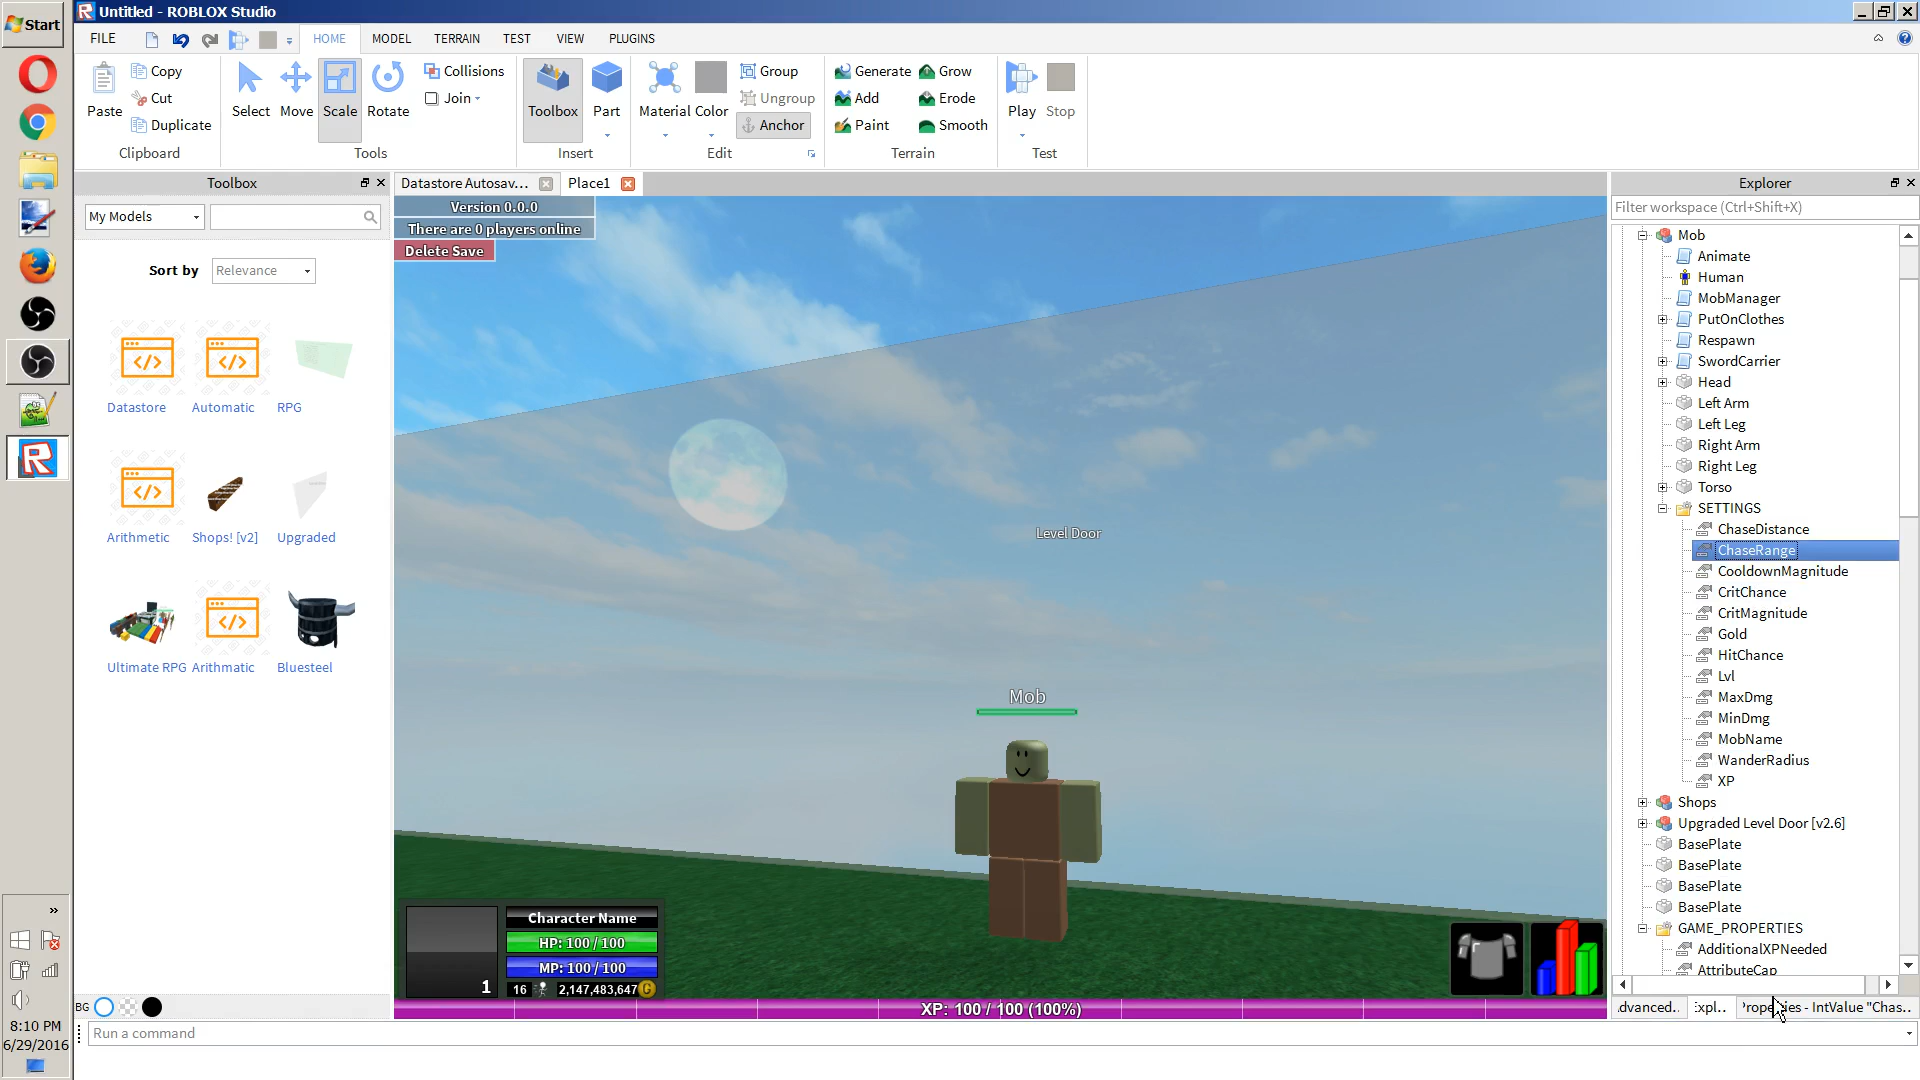 Start
Untitled - ROBLOX Studio
FILE
HOME
MODEL
TERRAIN
TEST
VIEW
PLUGINS
Paste
Copy
Cut
Duplicate
Clipboard
Select
Move
Scale
Rotate
Collisions
Join
Tools
Toolbox
Part
Insert
Material
Color
Group
Ungroup
Anchor
Edit
Generate
Add
Paint
Grow
Erode
Smooth
Terrain
Play
Stop
Test
Toolbox
My Models
Sort by
Relevance
Datastore
Automatic
RPG
Arithmetic
Shops! [v2]
Upgraded
Ultimate RPG
Arithmatic
Bluesteel
BG
Datastore Autosav...
Place1
Version 0.0.0
There are 0 players online
Delete Save
Level Door
Mob
Character Name
HP: 100 / 100
MP: 100 / 100
1
16
2,147,483,647
C
XP: 100 / 100 (100%)
Explorer
Filter workspace (Ctrl+Shift+X)
Mob
Animate
Human
MobManager
PutOnClothes
Respawn
SwordCarrier
Head
Left Arm
Left Leg
Right Arm
Right Leg
Torso
SETTINGS
ChaseDistance
ChaseRange
CooldownMagnitude
CritChance
CritMagnitude
Gold
HitChance
Lvl
MaxDmg
MinDmg
MobName
WanderRadius
XP
Shops
Upgraded Level Door [v2.6]
BasePlate
BasePlate
BasePlate
BasePlate
GAME_PROPERTIES
AdditionalXPNeeded
AttributeCap
dvanced..
Expl..
Properties - IntValue "Chas..
Run a command
8:10 PM
6/29/2016